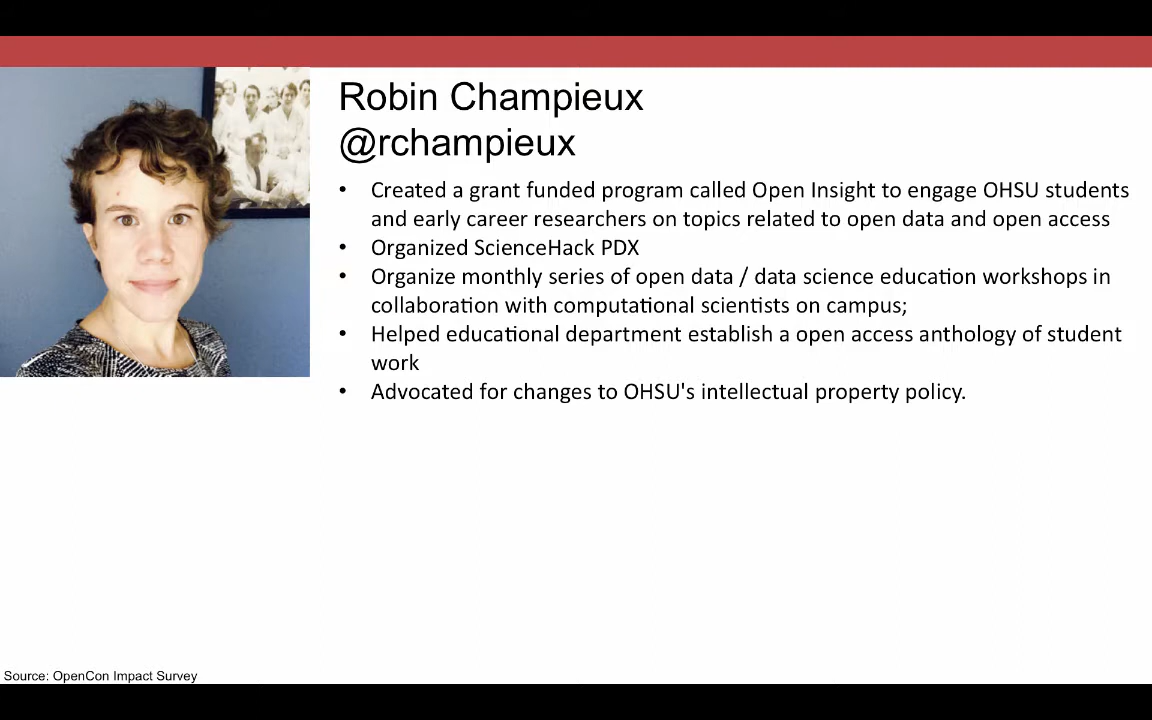 Robin Champieux
@rchampieux
• Created a grant funded program called Open Insight to engage OHSU students
and early career researchers on topics related to open data and open access
• Organized ScienceHack PDX
• Organize monthly series of open data / data science education workshops in
collaboration with computational scientists on campus;
• Helped educational department establish a open access anthology of student
work
• Advocated for changes to OHSU's intellectual property policy.
Source: OpenCon Impact Survey